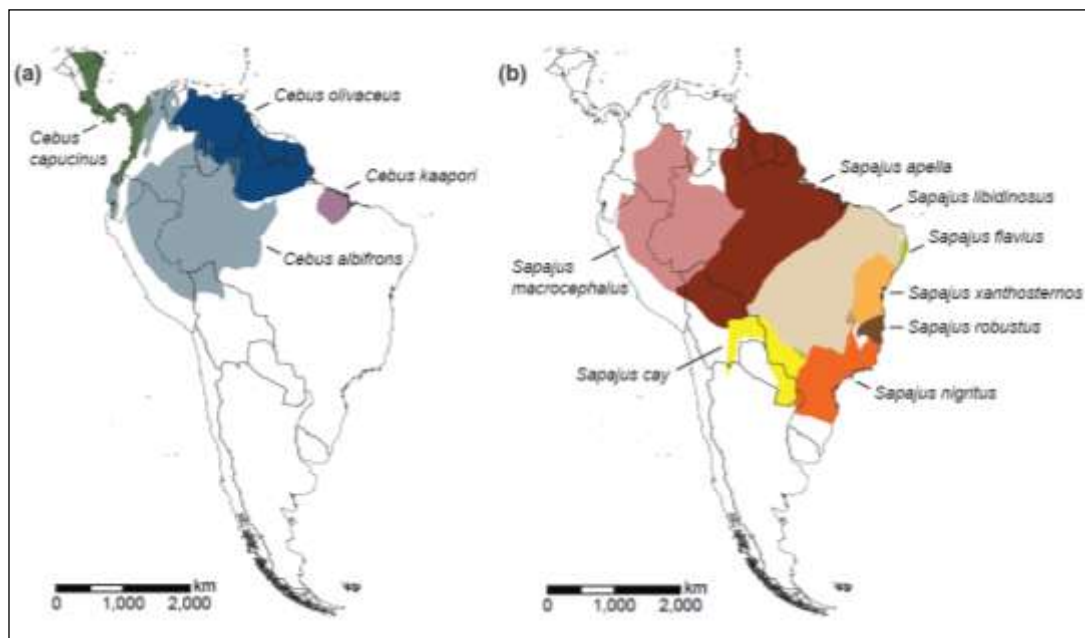 (a)
Cebus olivaceus
Cebus
capucinus
Cebus kaapori
Cebus albifrons
km
0 1,000 2,000
(b)
Sapajus
apella
Sapajus libidinosus
Sapajus
flavius
Sapajus
macrocephalus
Sapajus xanthosternos
Sapajus robustus
Sapajus cay
Sapajus nigritus
km
0 1,000 2,000